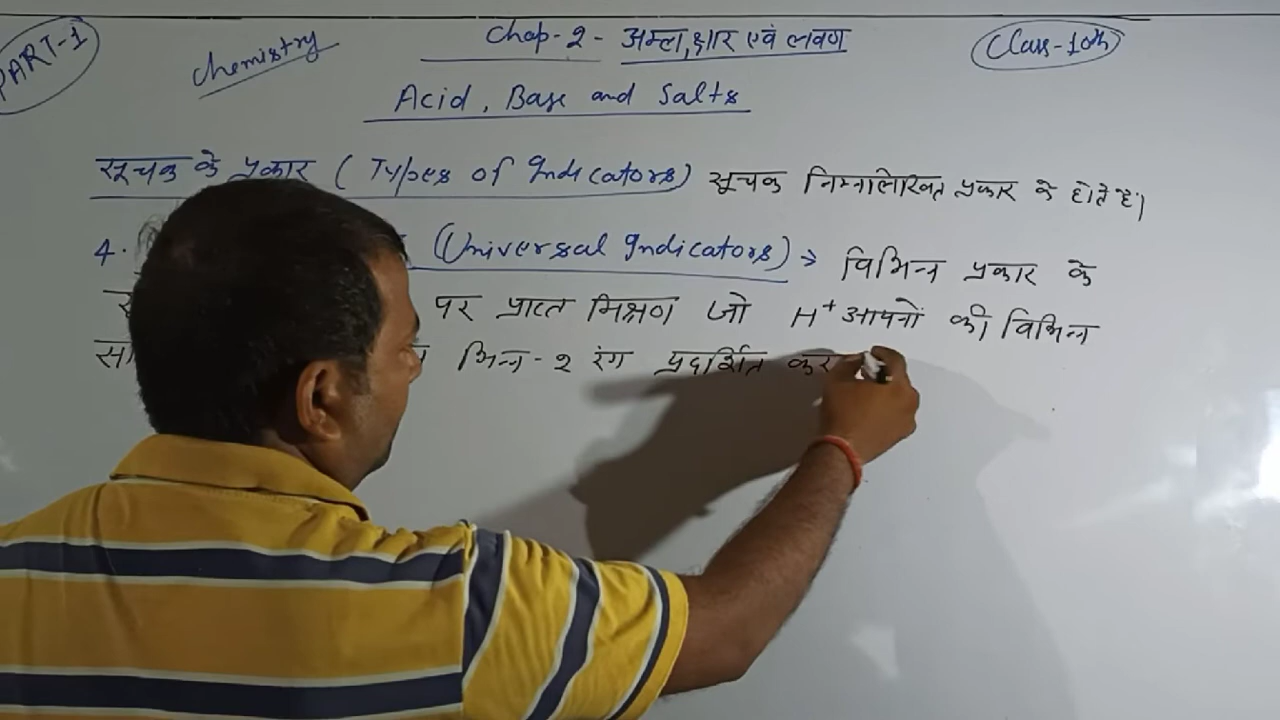 PART-1
Chemistry
Chap-2- अम्ल,क्षार एवं लवण
Class-10th
Acid, Base and Salts
सूचक के प्रकार (Types of Indicators) सूचक निम्नलिखित प्रकार के होते है।
4. (Universal Indicators) → विभिन्न प्रकार के
पर प्राप्त मिश्रण जो H+ आयनों की विभिन्न
भिन्न-2 रंग प्रदर्शित कर